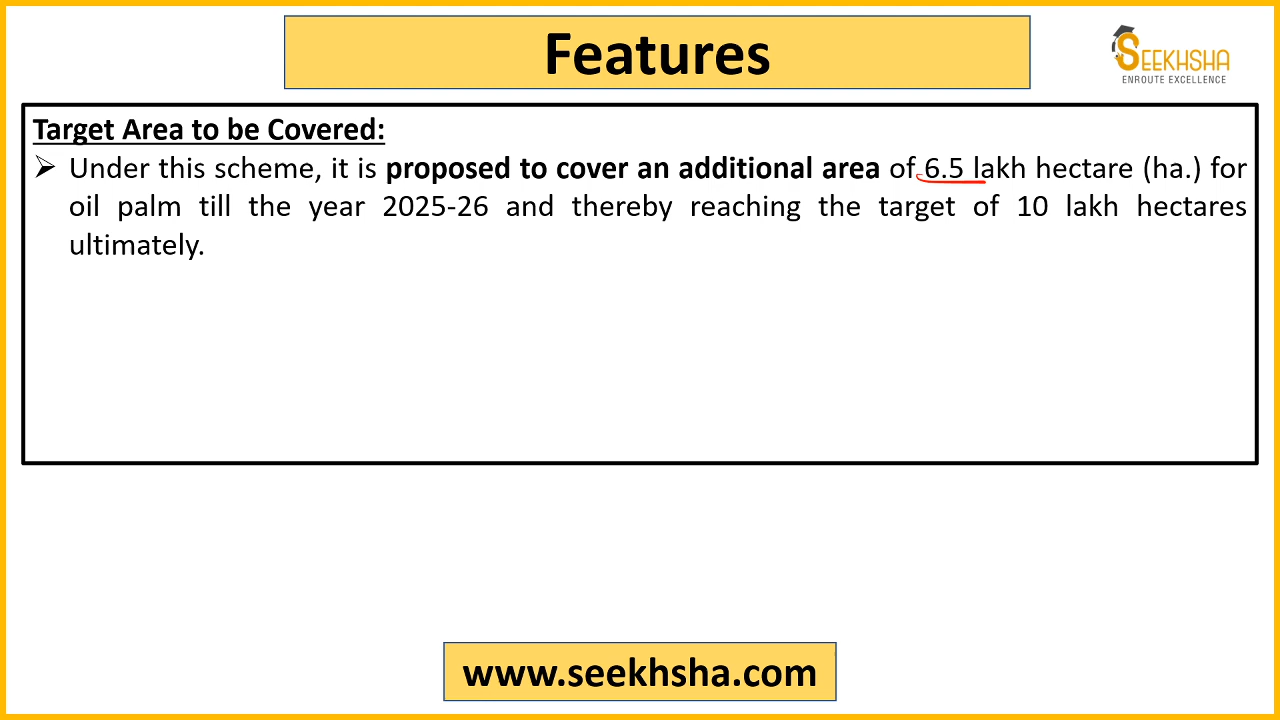 Features
SEEKHSHA
ENROUTE EXCELLENCE
Target Area to be Covered:
➢ Under this scheme, it is proposed to cover an additional area of 6.5 lakh hectare (ha.) for
oil palm till the year 2025-26 and thereby reaching the target of 10 lakh hectares
ultimately.
www.seekhsha.com